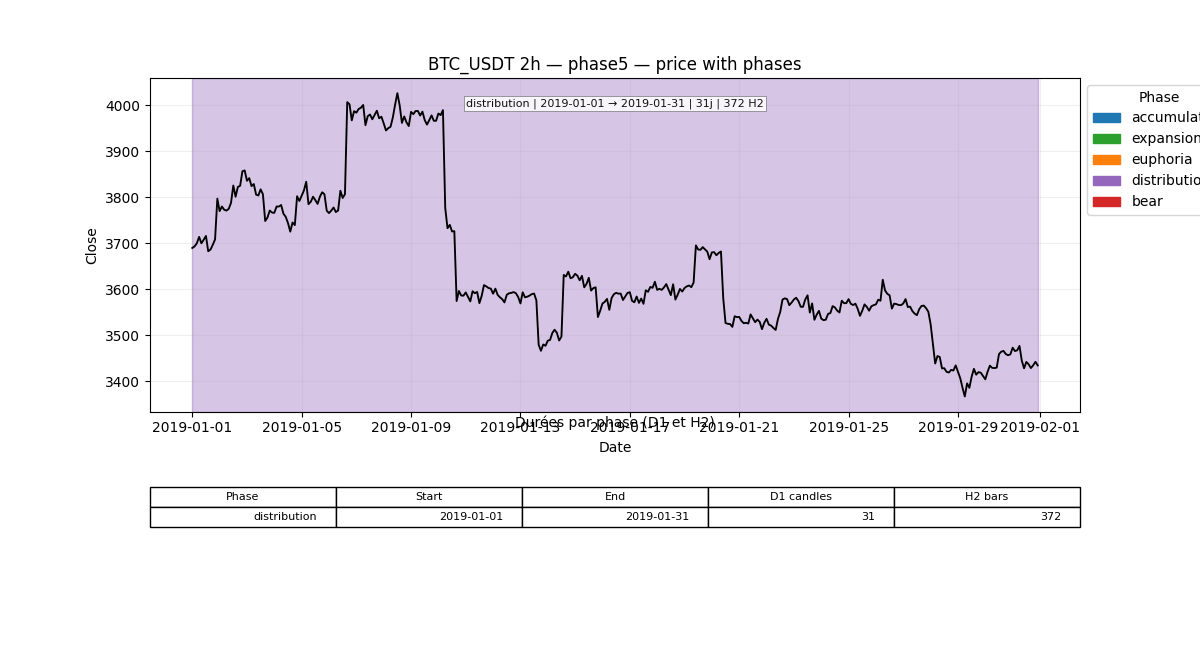 BTC_USDT 2h — phase5 — price with phases
distribution | 2019-01-01 → 2019-01-31 | 31j | 372 H2
Phase
accumulat
expansion
euphoria
distributio
bear
Close
4000
3900
3800
3700
3600
3500
3400
Durées par phase (D1 et H2)
2019-01-01 2019-01-05 2019-01-09 2019-01-13 2019-01-17 2019-01-21 2019-01-25 2019-01-29 2019-02-01
Date
Phase Start End D1 candles H2 bars
distribution 2019-01-01 2019-01-31 31 372